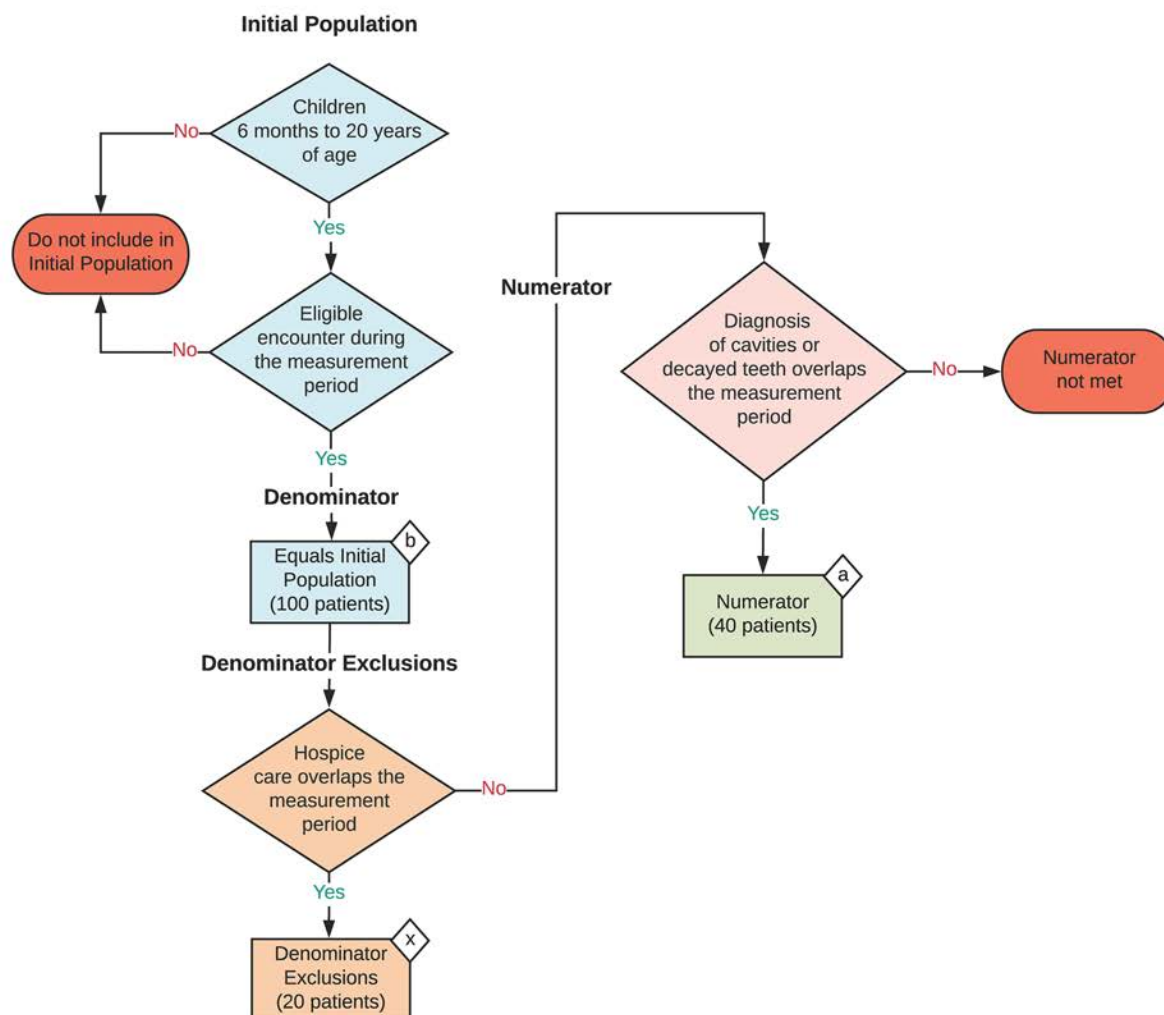 Initial Population
Children
6 months to 20 years
of age
No
Yes
Do not include in
Initial Population
Eligible
encounter during
the measurement
period
No
Yes
Denominator
b
Equals Initial
Population
(100 patients)
Denominator Exclusions
Hospice
care overlaps the
measurement
period
No
Yes
x
Denominator
Exclusions
(20 patients)
Numerator
Diagnosis
of cavities or
decayed teeth overlaps
the measurement
period
No
Numerator
not met
Yes
a
Numerator
(40 patients)